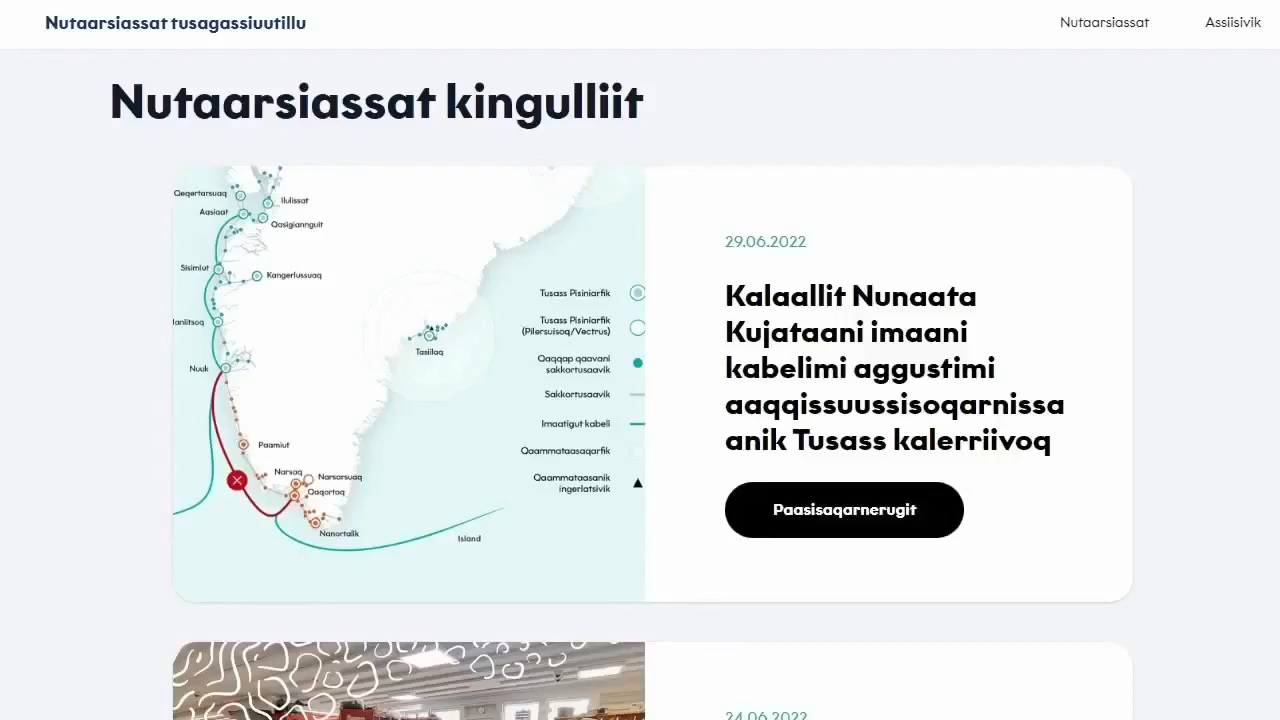 Nutaarsiassat tusagassiuutillu
Nutaarsiassat
Assiisivik
Nutaarsiassat kingulliit
Qeqertarsuaq
Ilulissat
Aasiaat
Qasigiannguit
Sisimiut
Kangerlussuaq
Maniitsoq
Nuuk
Tasiilaq
Paamiut
Narsaq
Narsarsuaq
Qaqortoq
Nanortalik
Island
Tusass Pisiniarfik
Tusass Pisiniarfik
(Pilersuisoq/Vectrus)
Qaqqap qaavani
sakkortusaavik
Sakkortusaavik
Imaatigut kabeli
Qaammataasaqarfik
Qaammataasanik
ingerlatsivik
29.06.2022
Kalaallit Nunaata
Kujataani imaani
kabelimi aggustimi
aaqqissuussisoqarnissa
anik Tusass kalerriivoq
Paasisaqarnerugit
24.06.2022